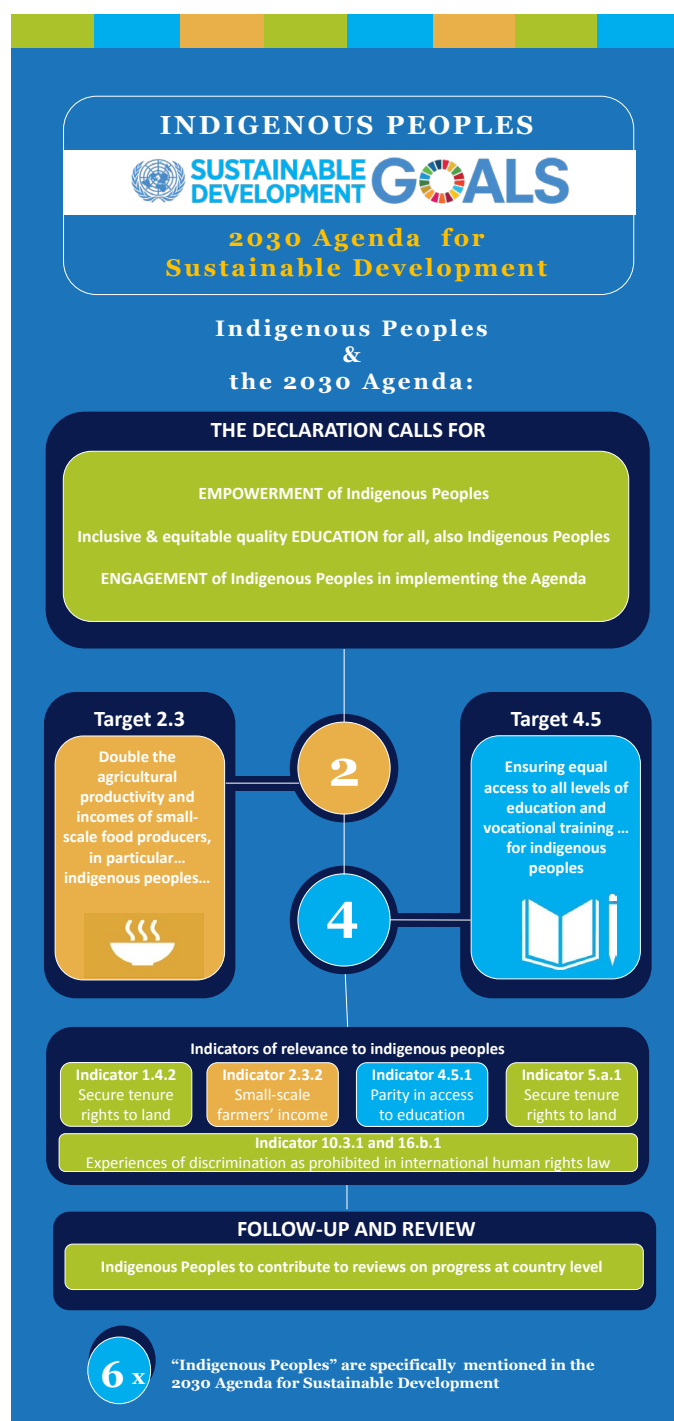 INDIGENOUS PEOPLES
SUSTAINABLE
DEVELOPMENT GOALS
2030 Agenda for
Sustainable Development
Indigenous Peoples
&
the 2030 Agenda:
THE DECLARATION CALLS FOR
EMPOWERMENT of Indigenous Peoples
Inclusive & equitable quality EDUCATION for all, also Indigenous Peoples
ENGAGEMENT of Indigenous Peoples in implementing the Agenda
Target 2.3
Double the
agricultural
productivity and
incomes of small-
scale food producers,
in particular...
indigenous peoples...
2
4
Target 4.5
Ensuring equal
access to all levels of
education and
vocational training ...
for indigenous
peoples
Indicators of relevance to indigenous peoples
Indicator 1.4.2
Secure tenure
rights to land
Indicator 2.3.2
Small-scale
farmers' income
Indicator 4.5.1
Parity in access
to education
Indicator 5.a.1
Secure tenure
rights to land
Indicator 10.3.1 and 16.b.1
Experiences of discrimination as prohibited in international human rights law
FOLLOW-UP AND REVIEW
Indigenous Peoples to contribute to reviews on progress at country level
6 x
“Indigenous Peoples” are specifically mentioned in the
2030 Agenda for Sustainable Development